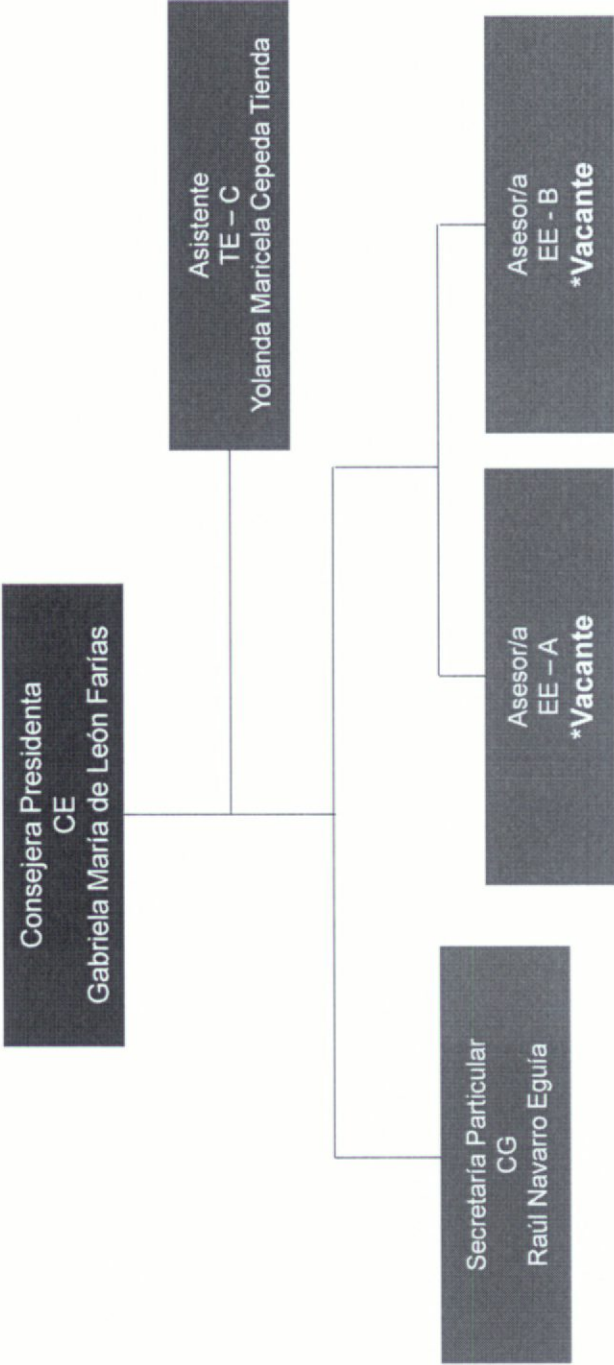 Consejera Presidenta
CE
Gabriela María de León Farías
Asistente
TE – C
Yolanda Maricela Cepeda Tienda
Secretaría Particular
CG
Raúl Navarro Eguía
Asesor/a
EE – A
*Vacante
Asesor/a
EE - B
*Vacante